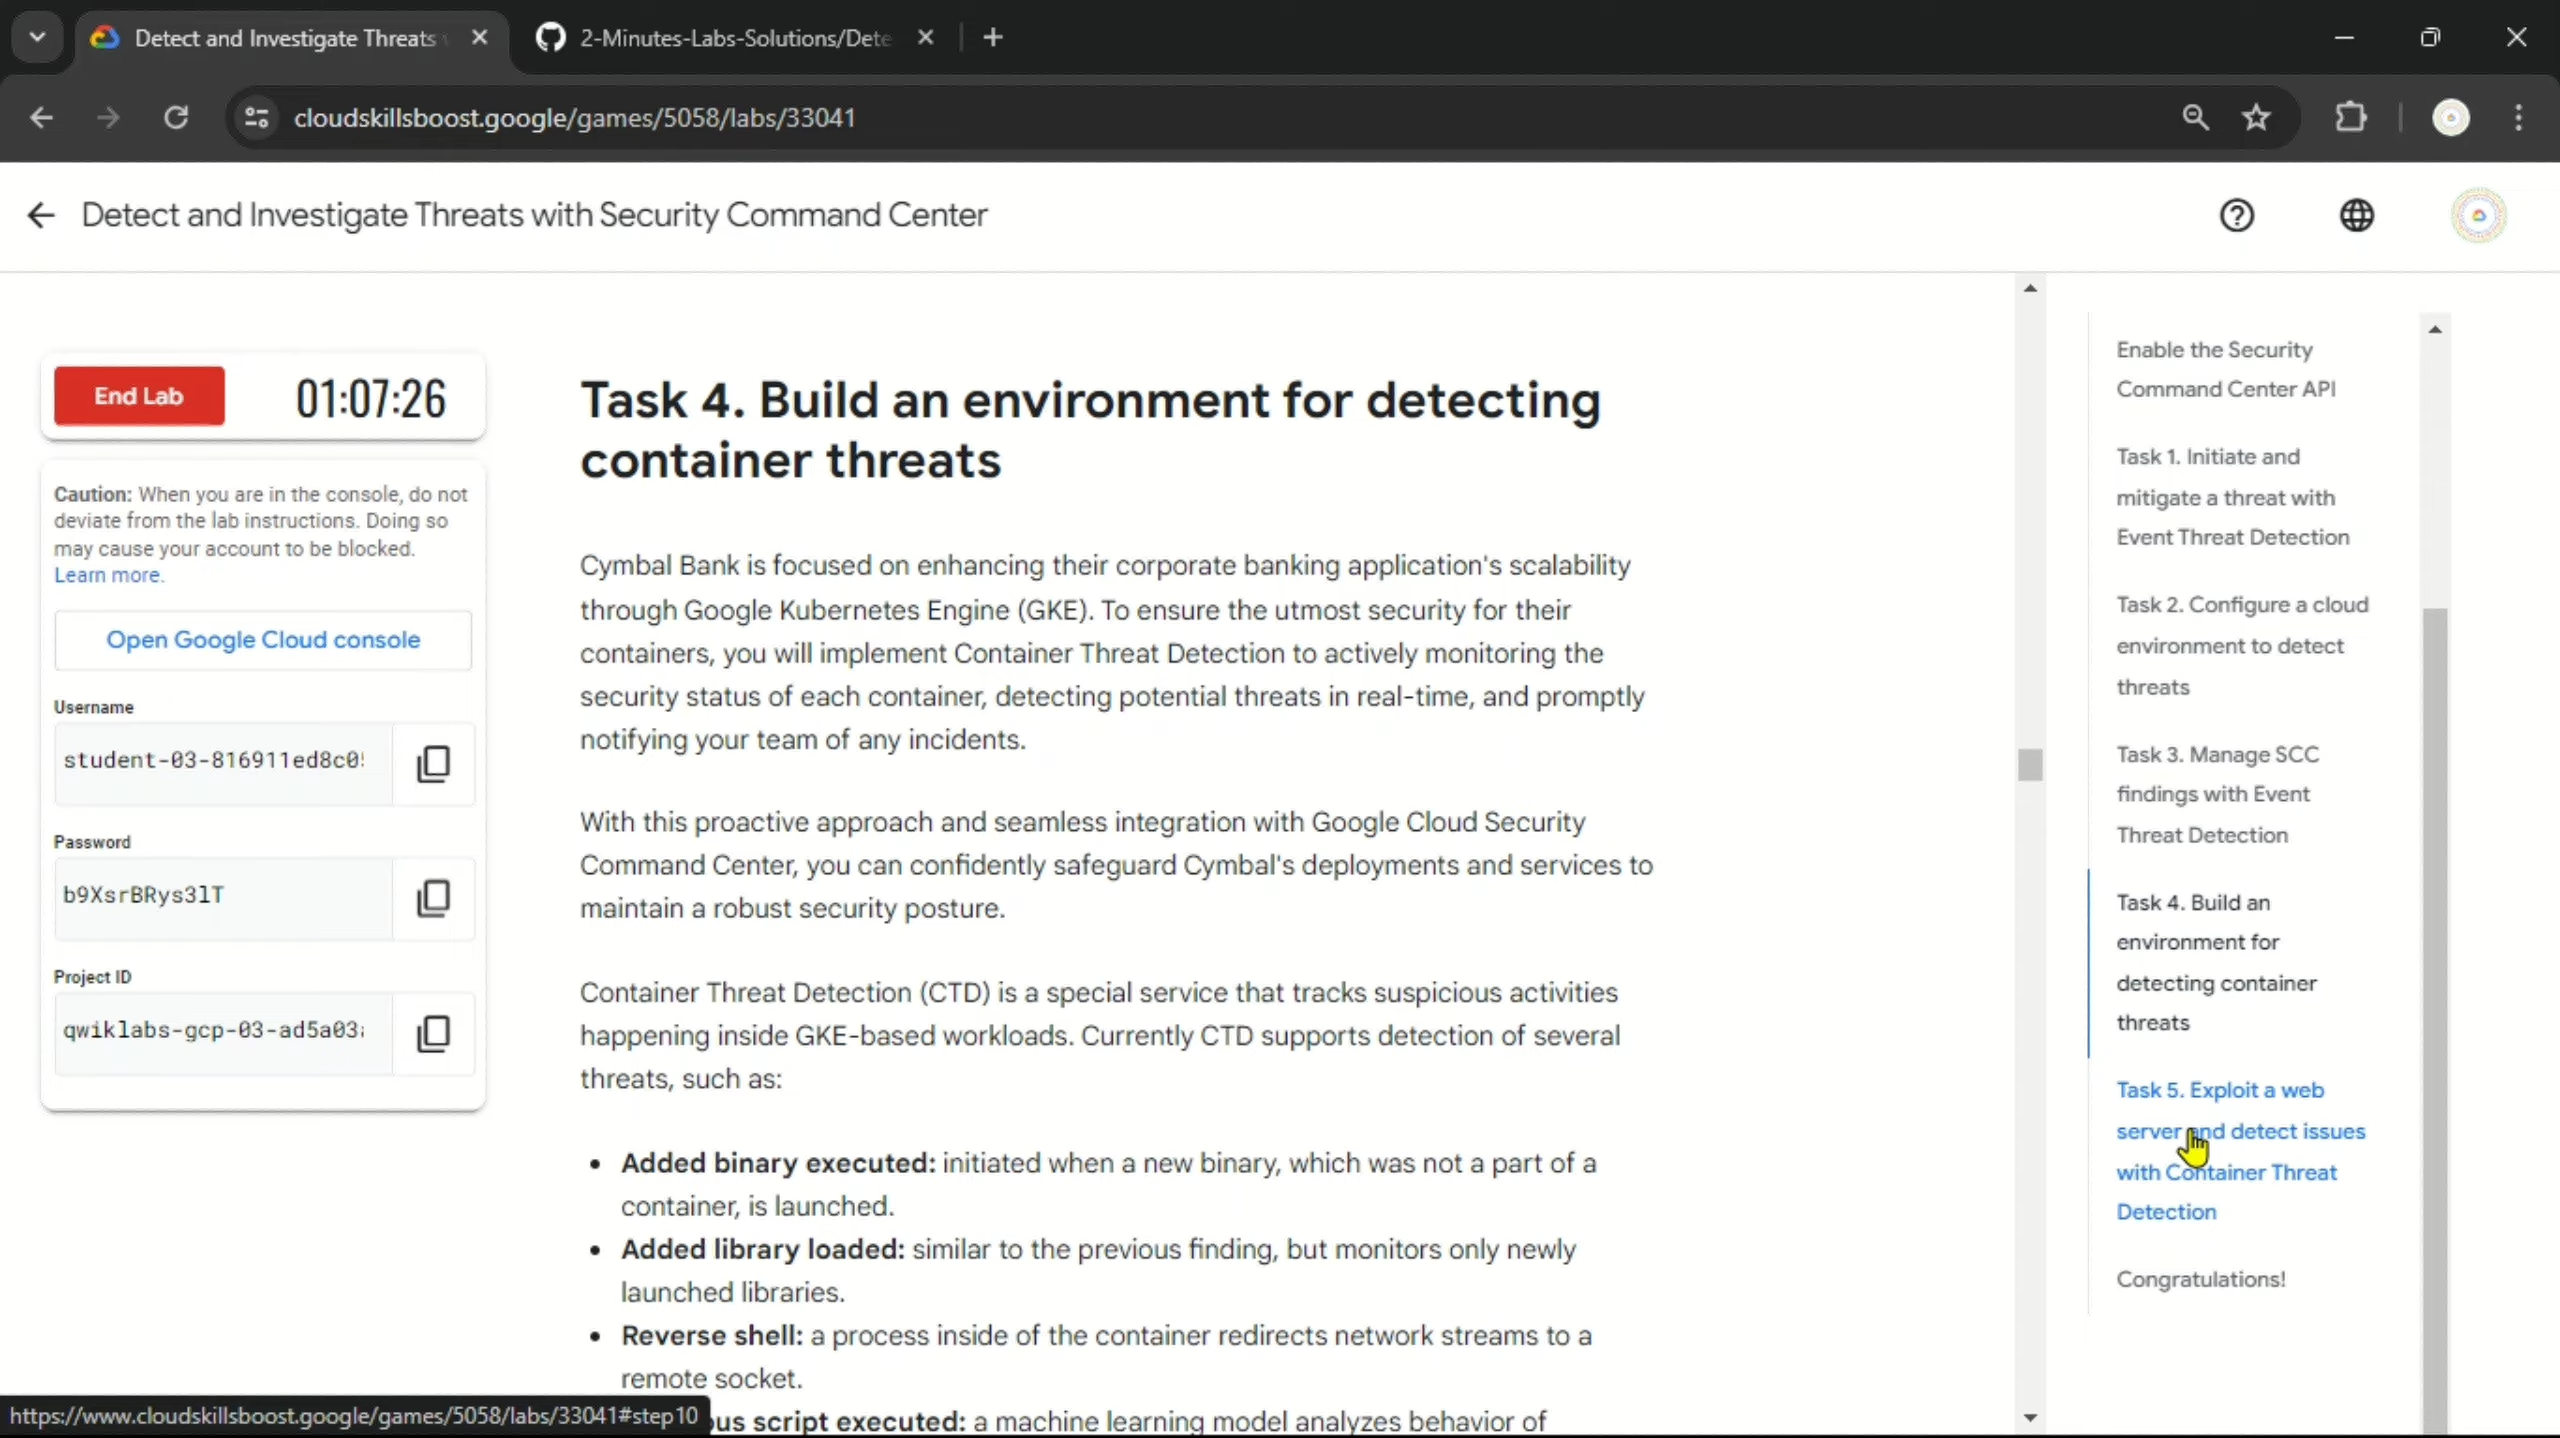 Detect and Investigate Threats
2-Minutes-Labs-Solutions/Dete
cloudskillsboost.google/games/5058/labs/33041
Detect and Investigate Threats with Security Command Center
End Lab
01:07:26
Caution: When you are in the console, do not
deviate from the lab instructions. Doing so
may cause your account to be blocked.
Learn more.
Open Google Cloud console
Username
student-03-816911ed8c0
Password
b9XsrBRys3lT
Project ID
qwiklabs-gcp-03-ad5a03
Task 4. Build an environment for detecting
container threats
Cymbal Bank is focused on enhancing their corporate banking application's scalability
through Google Kubernetes Engine (GKE). To ensure the utmost security for their
containers, you will implement Container Threat Detection to actively monitoring the
security status of each container, detecting potential threats in real-time, and promptly
notifying your team of any incidents.
With this proactive approach and seamless integration with Google Cloud Security
Command Center, you can confidently safeguard Cymbal's deployments and services to
maintain a robust security posture.
Container Threat Detection (CTD) is a special service that tracks suspicious activities
happening inside GKE-based workloads. Currently CTD supports detection of several
threats, such as:
• Added binary executed: initiated when a new binary, which was not a part of a
container, is launched.
• Added library loaded: similar to the previous finding, but monitors only newly
launched libraries.
• Reverse shell: a process inside of the container redirects network streams to a
remote socket.
ous script executed: a machine learning model analyzes behavior of
https://www.cloudskillsboost.google/games/5058/labs/33041#step10
Enable the Security
Command Center API
Task 1. Initiate and
mitigate a threat with
Event Threat Detection
Task 2. Configure a cloud
environment to detect
threats
Task 3. Manage SCC
findings with Event
Threat Detection
Task 4. Build an
environment for
detecting container
threats
Task 5. Exploit a web
server and detect issues
with Container Threat
Detection
Congratulations!